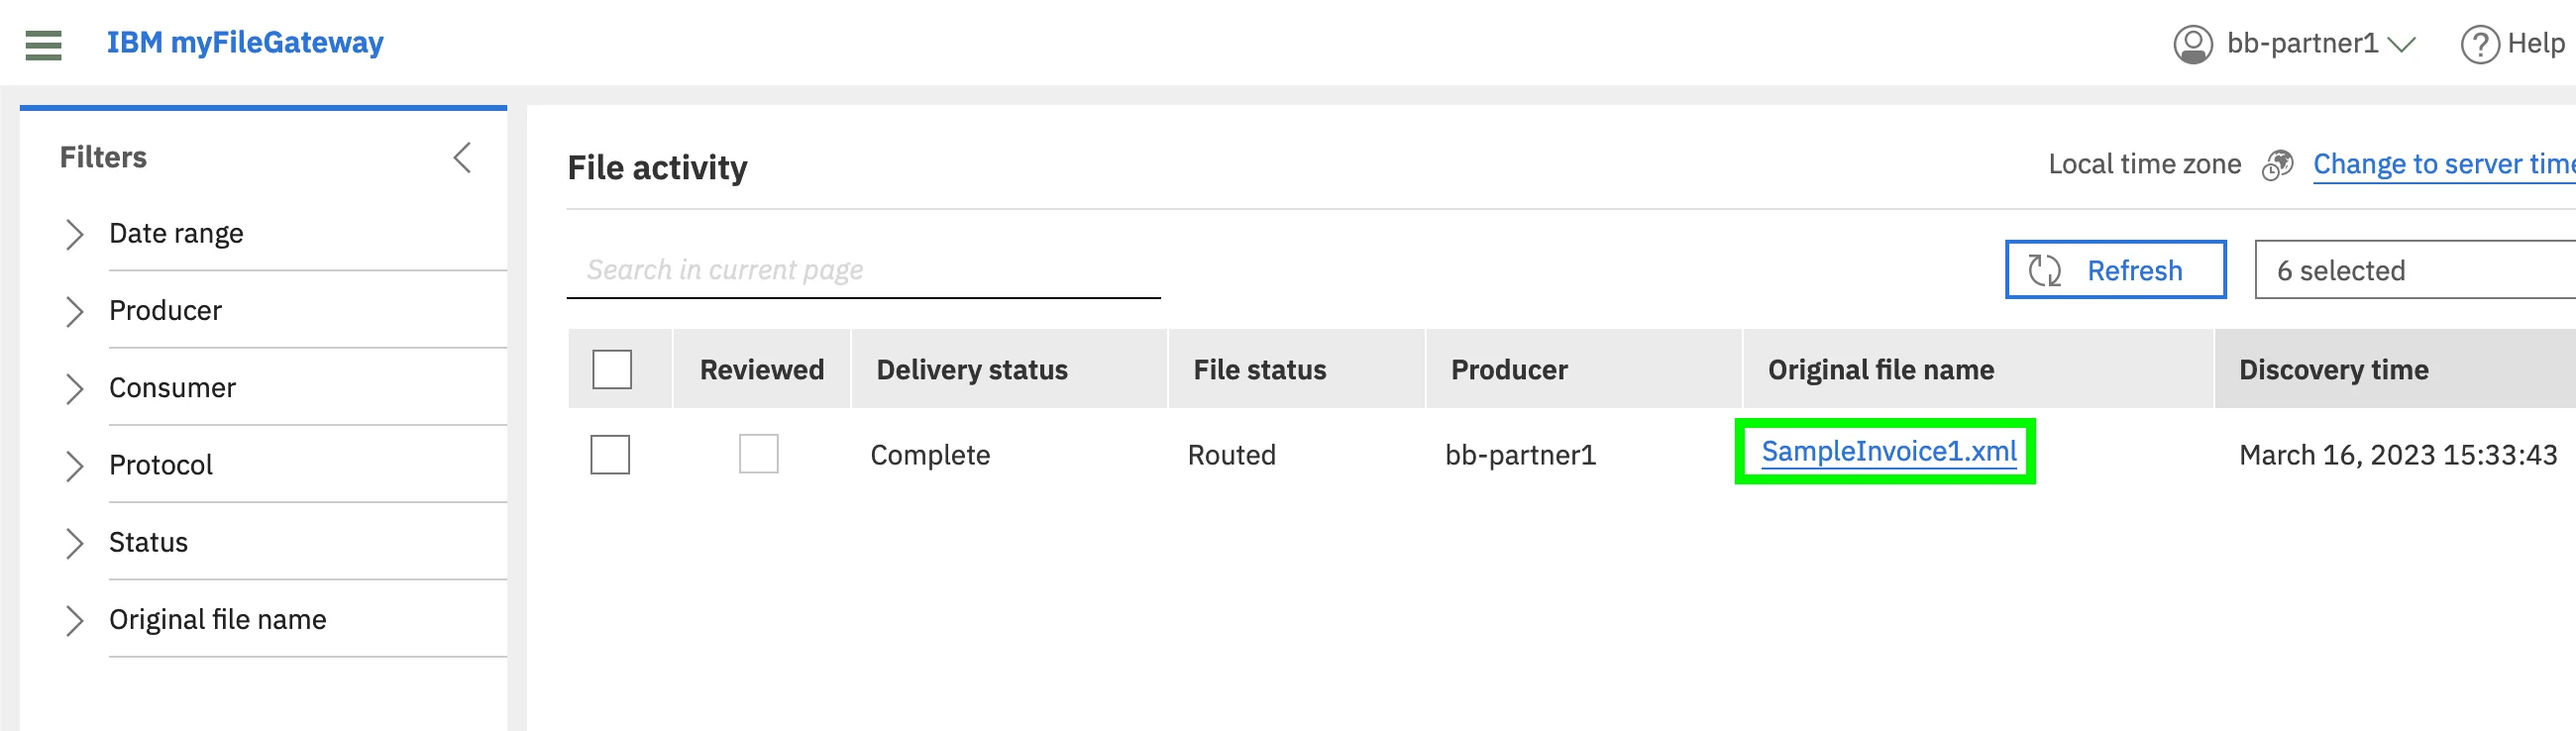 IBM myFileGateway
bb-partner1
Help
Filters
Date range
Producer
Consumer
Protocol
Status
Original file name
File activity
Local time zone
Change to server time
Search in current page
Refresh
6 selected
Reviewed Delivery status File status Producer Original file name Discovery time
Complete Routed bb-partner1 SampleInvoice1.xml March 16, 2023 15:33:43